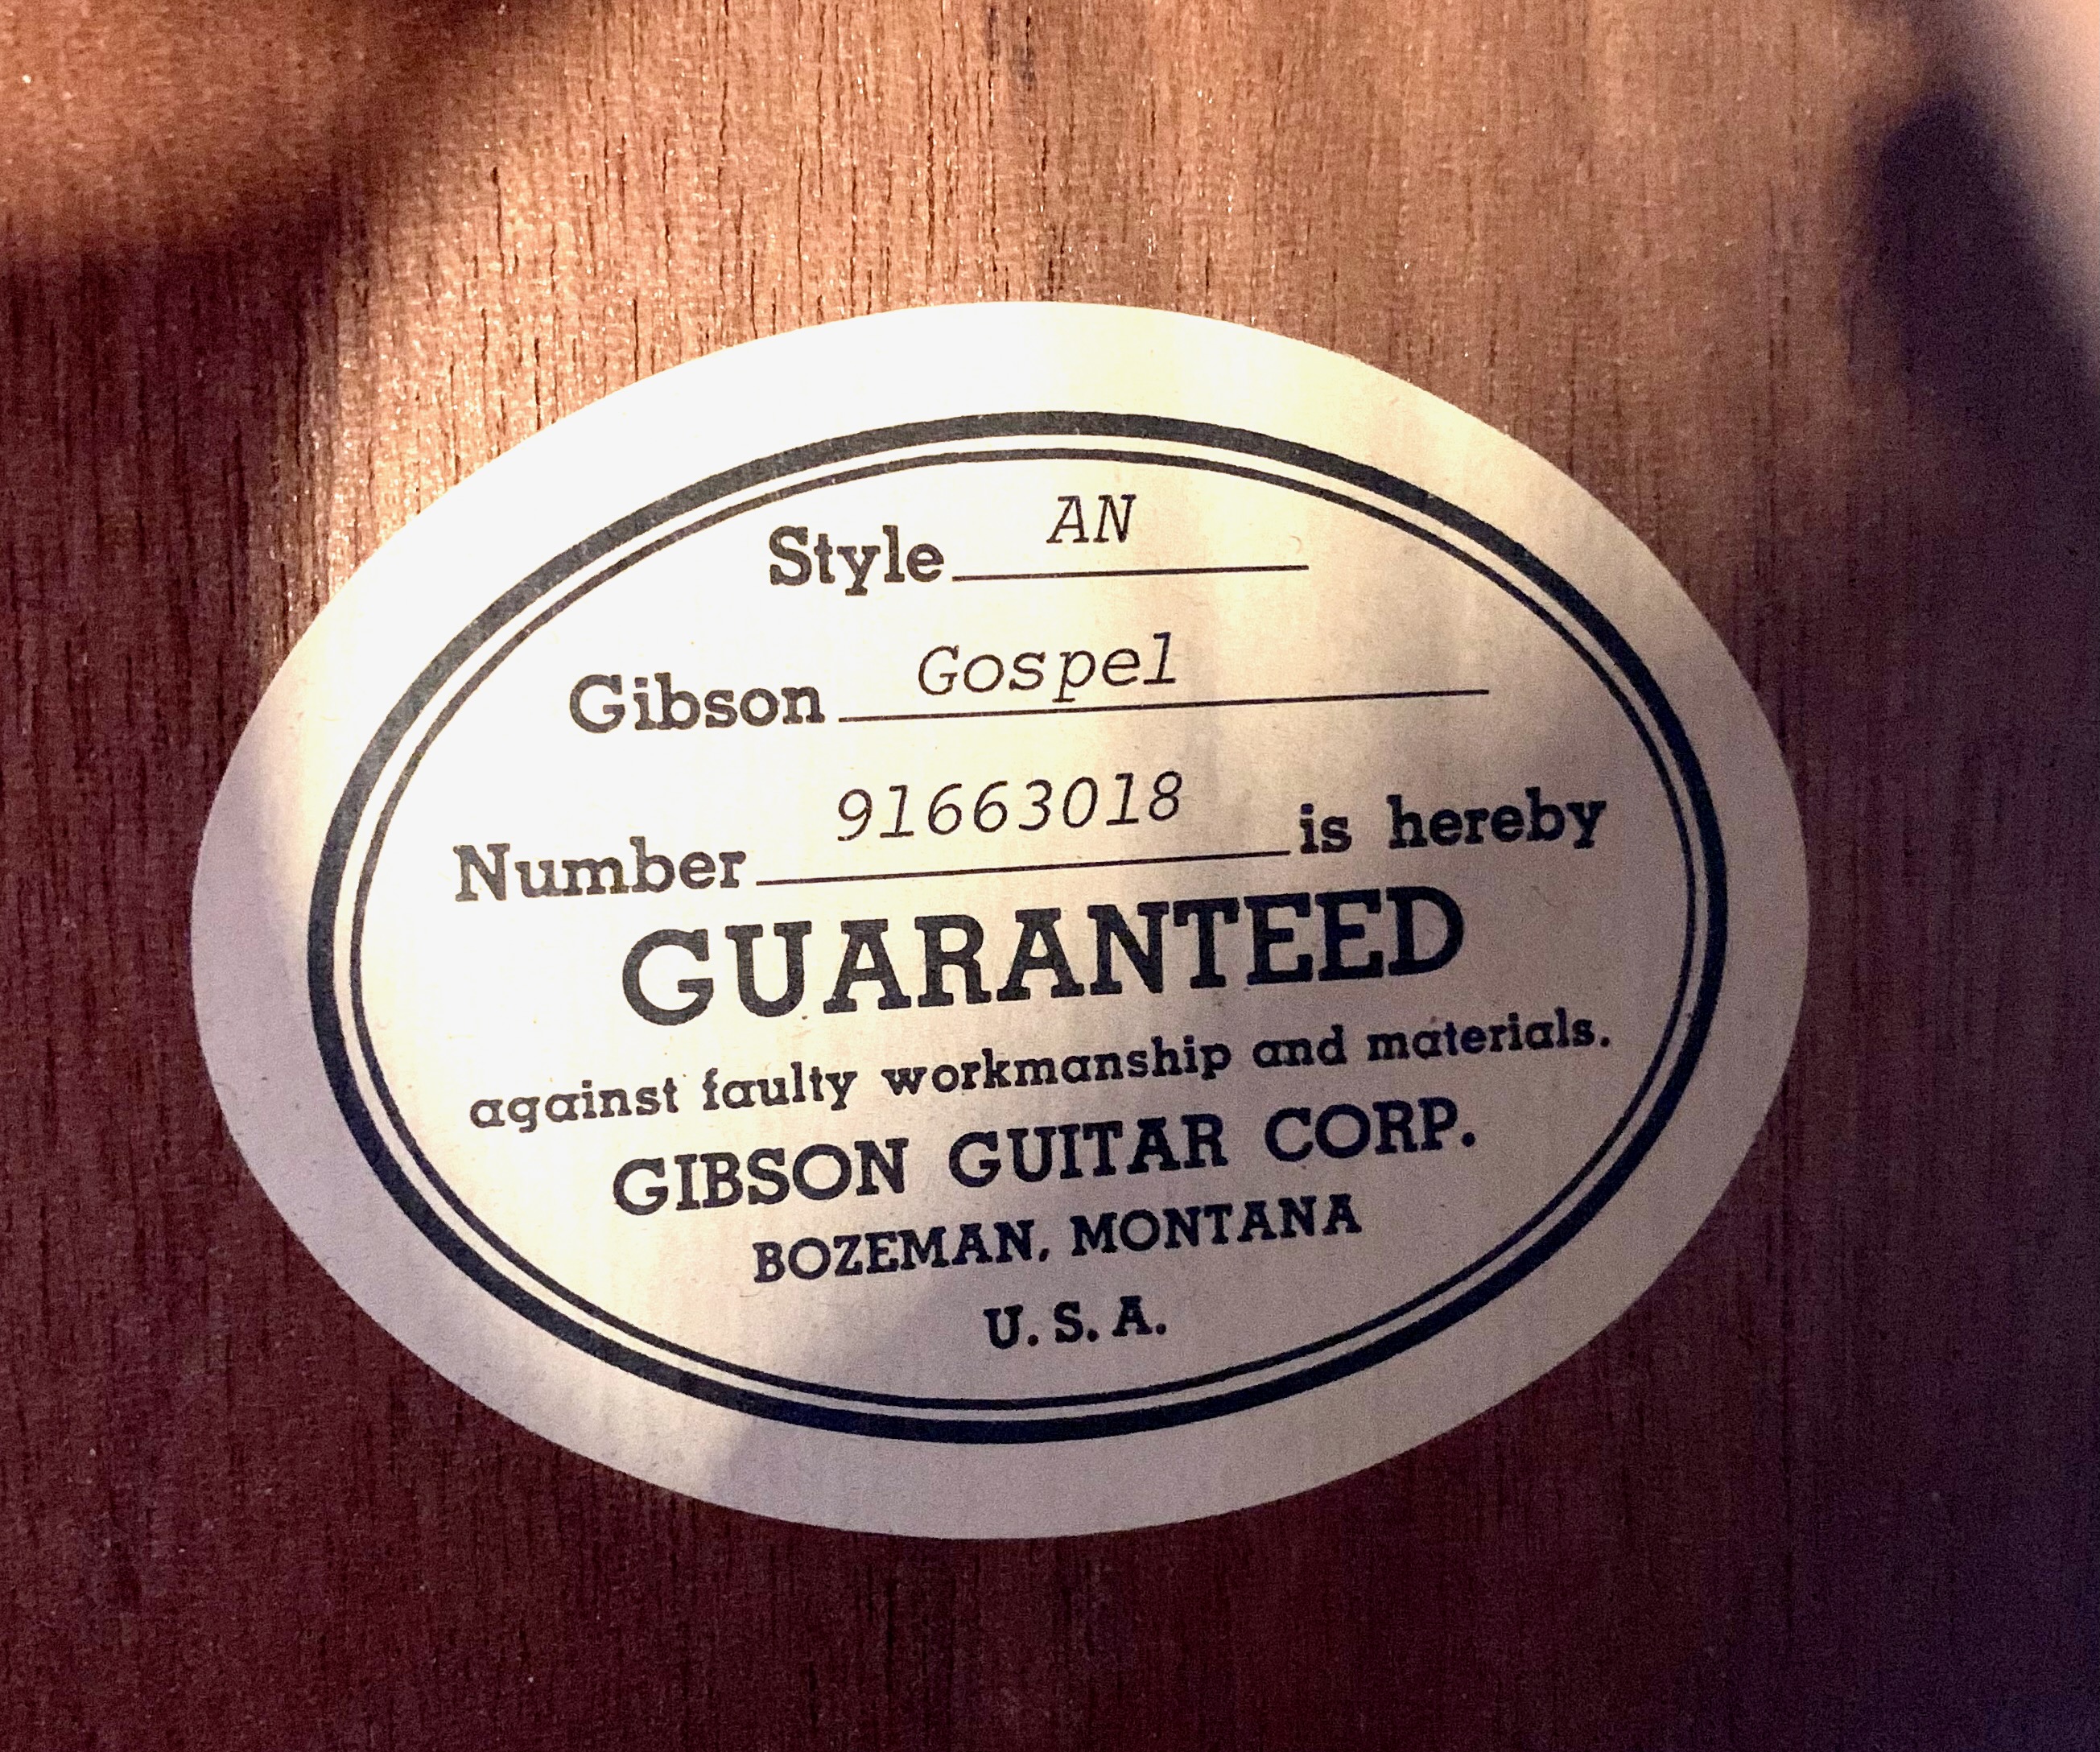 Style AN
Gibson Gospel
Number 91663018 is hereby
GUARANTEED
against faulty workmanship and materials.
GIBSON GUITAR CORP.
BOZEMAN, MONTANA
U. S. A.